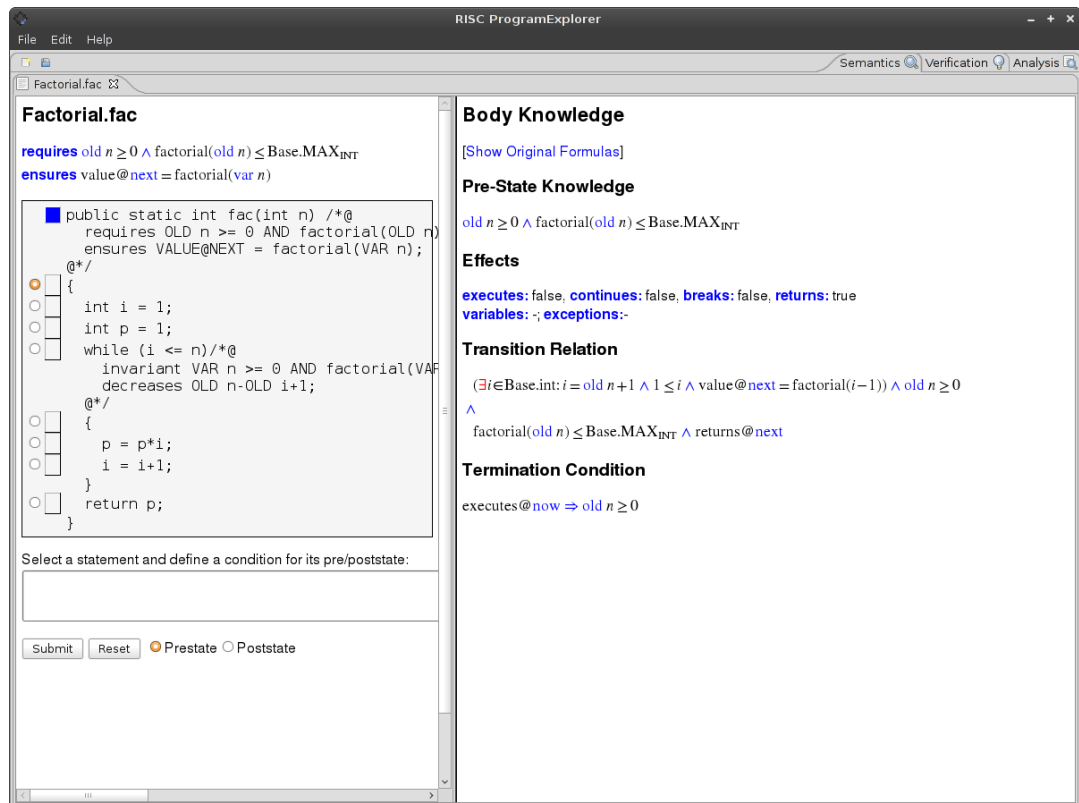 RISC ProgramExplorer
File Edit Help
Semantics Verification Analysis
Factorial.fac
Factorial.fac
requires old n ≥ 0 ∧ factorial(old n) ≤ Base.MAX_INT
ensures value@next = factorial(var n)
public static int fac(int n) /*@
requires OLD n >= 0 AND factorial(OLD n)
ensures VALUE@NEXT = factorial(VAR n);
@*/
{
int i = 1;
int p = 1;
while (i <= n)/*@
invariant VAR n >= 0 AND factorial(VAR
decreases OLD n-OLD i+1;
@*/
{
p = p*i;
i = i+1;
}
return p;
}
Select a statement and define a condition for its pre/poststate:
Submit Reset Prestate Poststate
Body Knowledge
[Show Original Formulas]
Pre-State Knowledge
old n ≥ 0 ∧ factorial(old n) ≤ Base.MAX_INT
Effects
executes: false, continues: false, breaks: false, returns: true
variables: -; exceptions:-
Transition Relation
(∃i∈Base.int: i = old n+1 ∧ 1 ≤ i ∧ value@next = factorial(i−1)) ∧ old n ≥ 0
∧
factorial(old n) ≤ Base.MAX_INT ∧ returns@next
Termination Condition
executes@now ⇒ old n ≥ 0